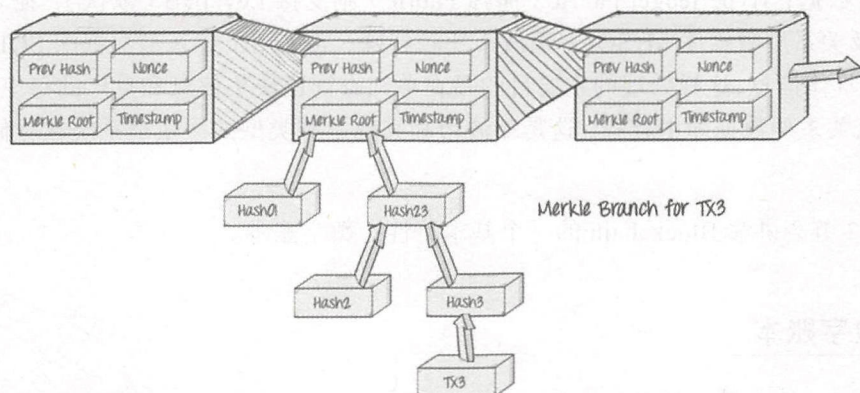 Prev Hash Nonce Prev Hash Nonce Prev Hash Nonce
Merkle Root Timestamp Merkle Root Timestamp Merkle Root Timestamp
Hash01 Hash23 Merkle Branch for TX3
Hash2 Hash3
TX3